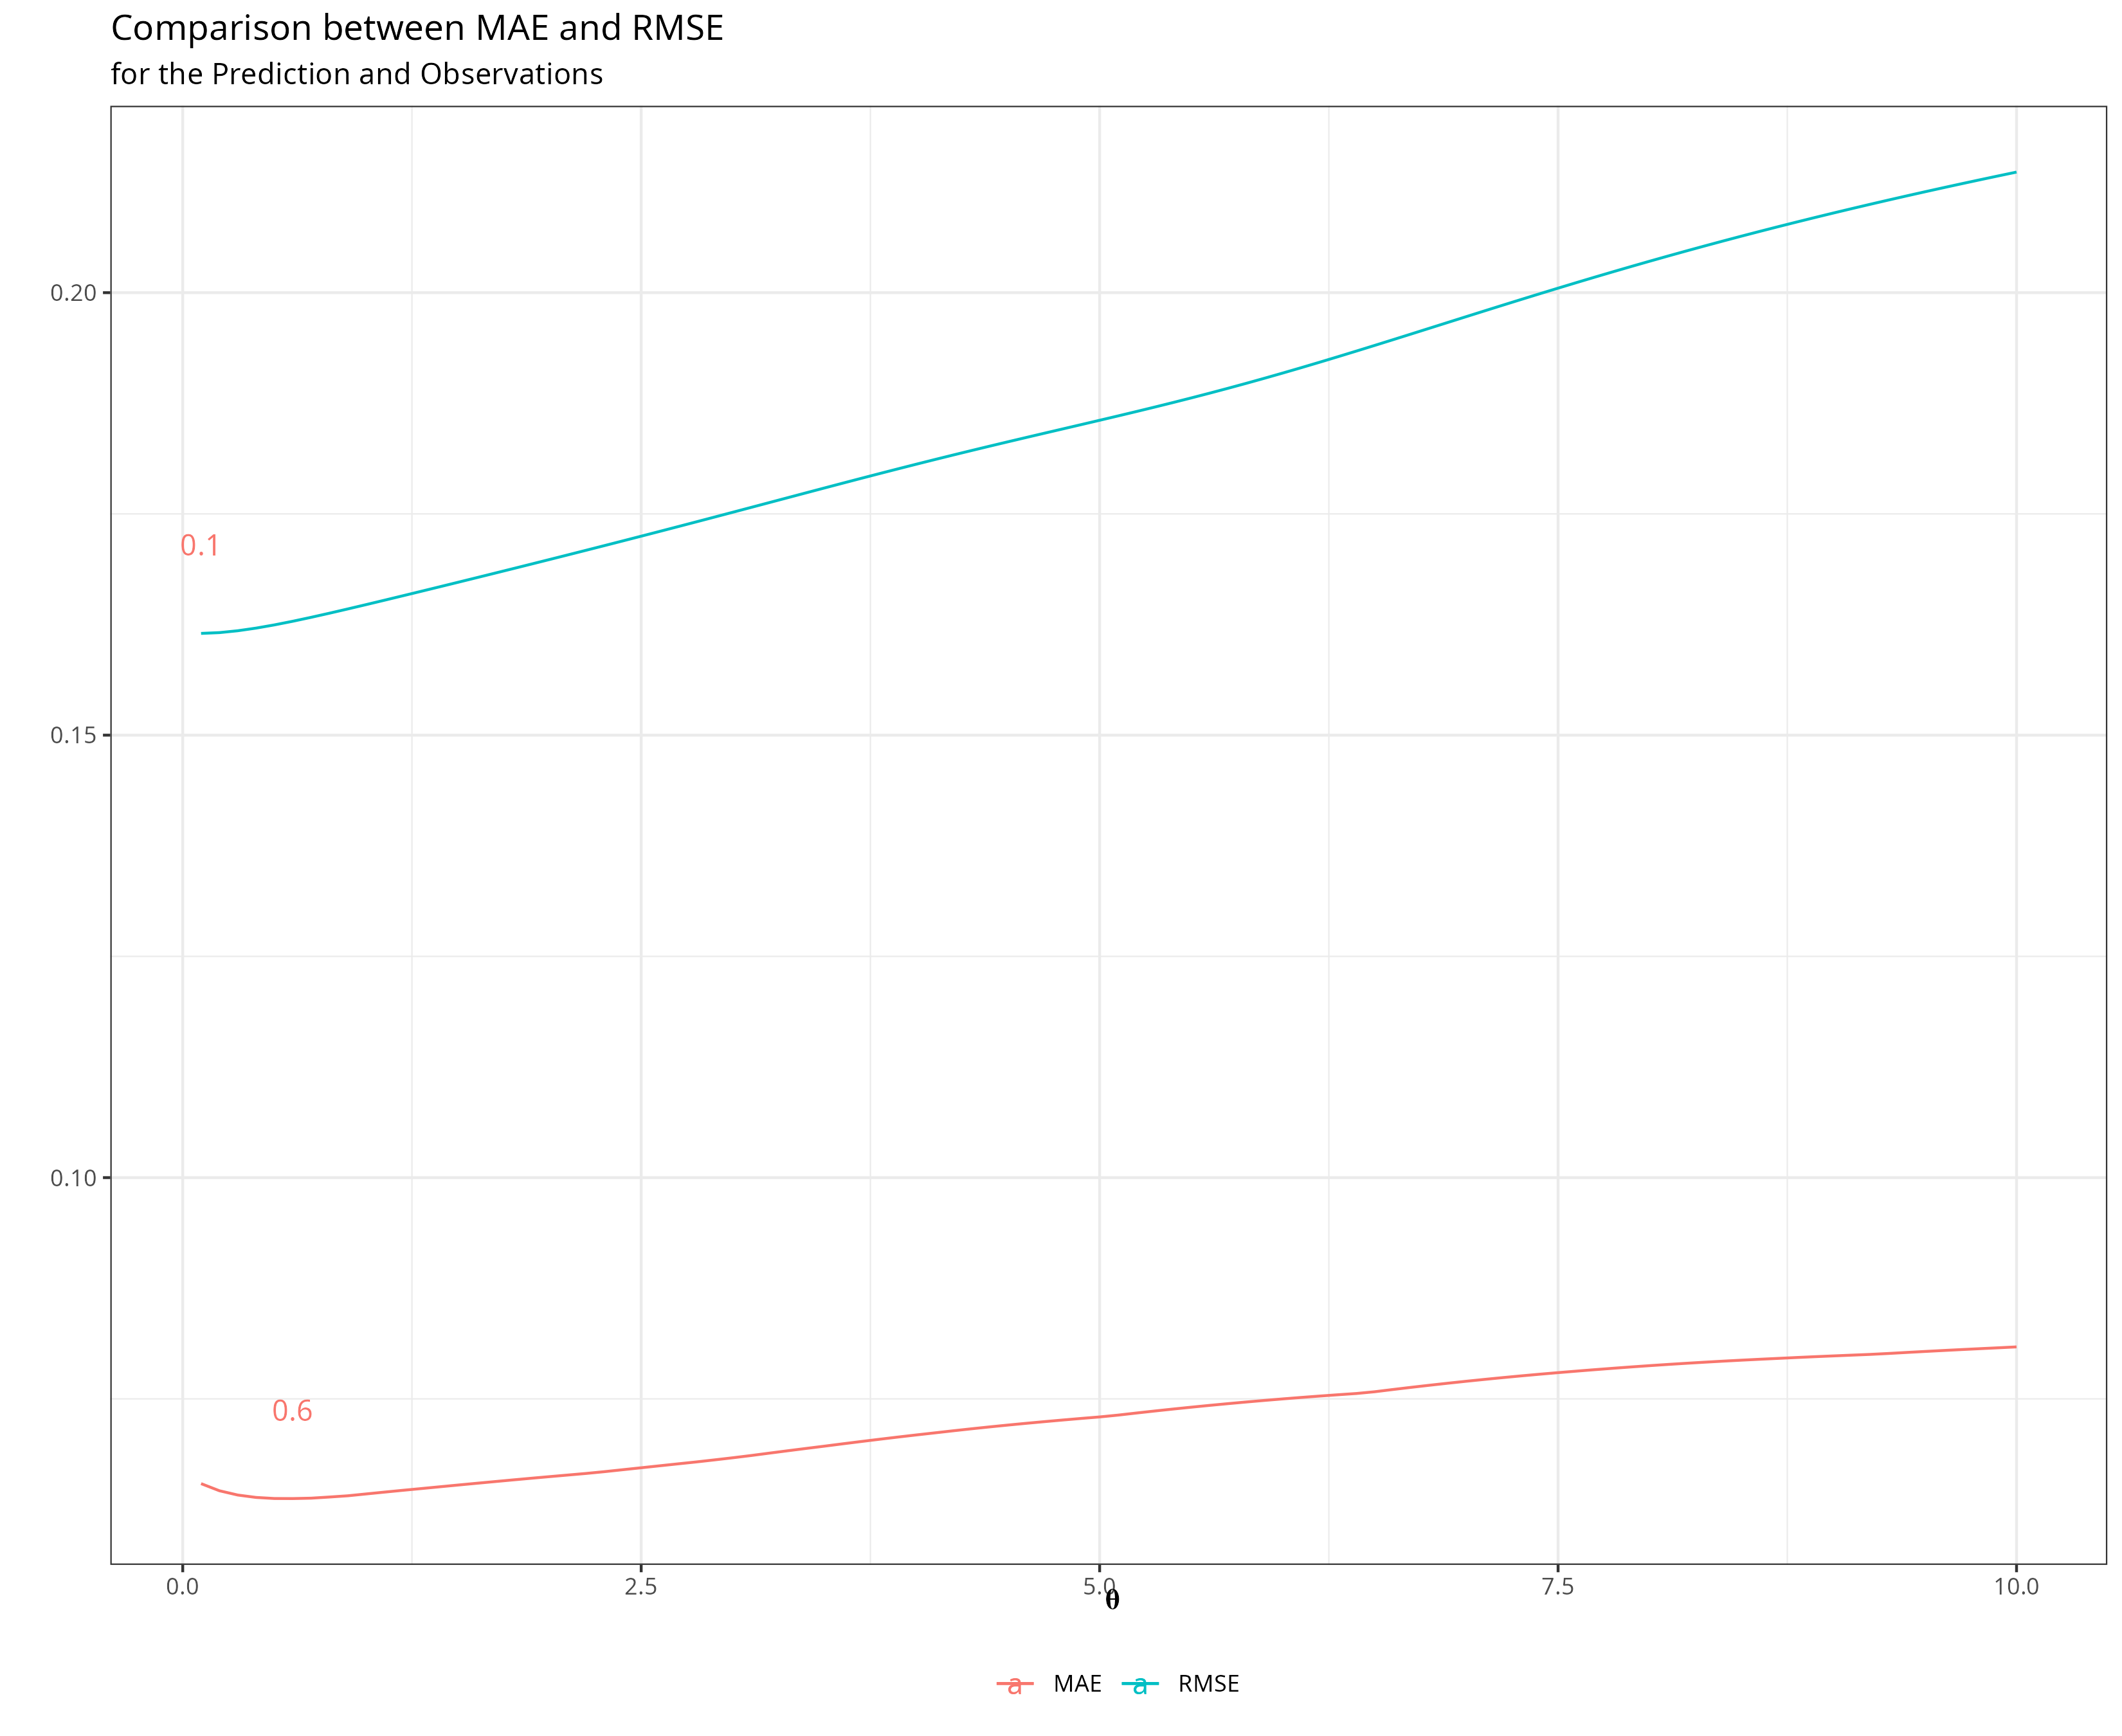 Comparison between MAE and RMSE
for the Prediction and Observations
0.20
0.1
0.15
0.10
0.6
0.0 2.5 5.0 7.5 10.0
θ
a MAE a RMSE